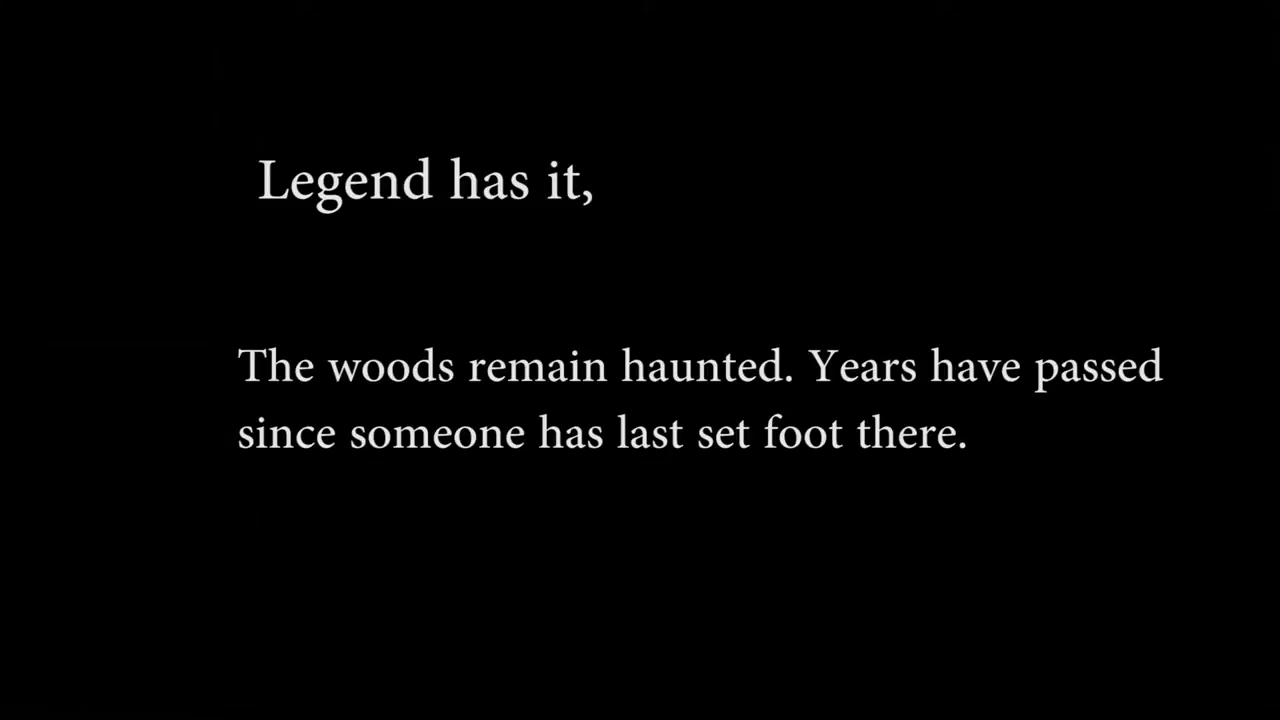 Legend has it,
The woods remain haunted. Years have passed
since someone has last set foot there.